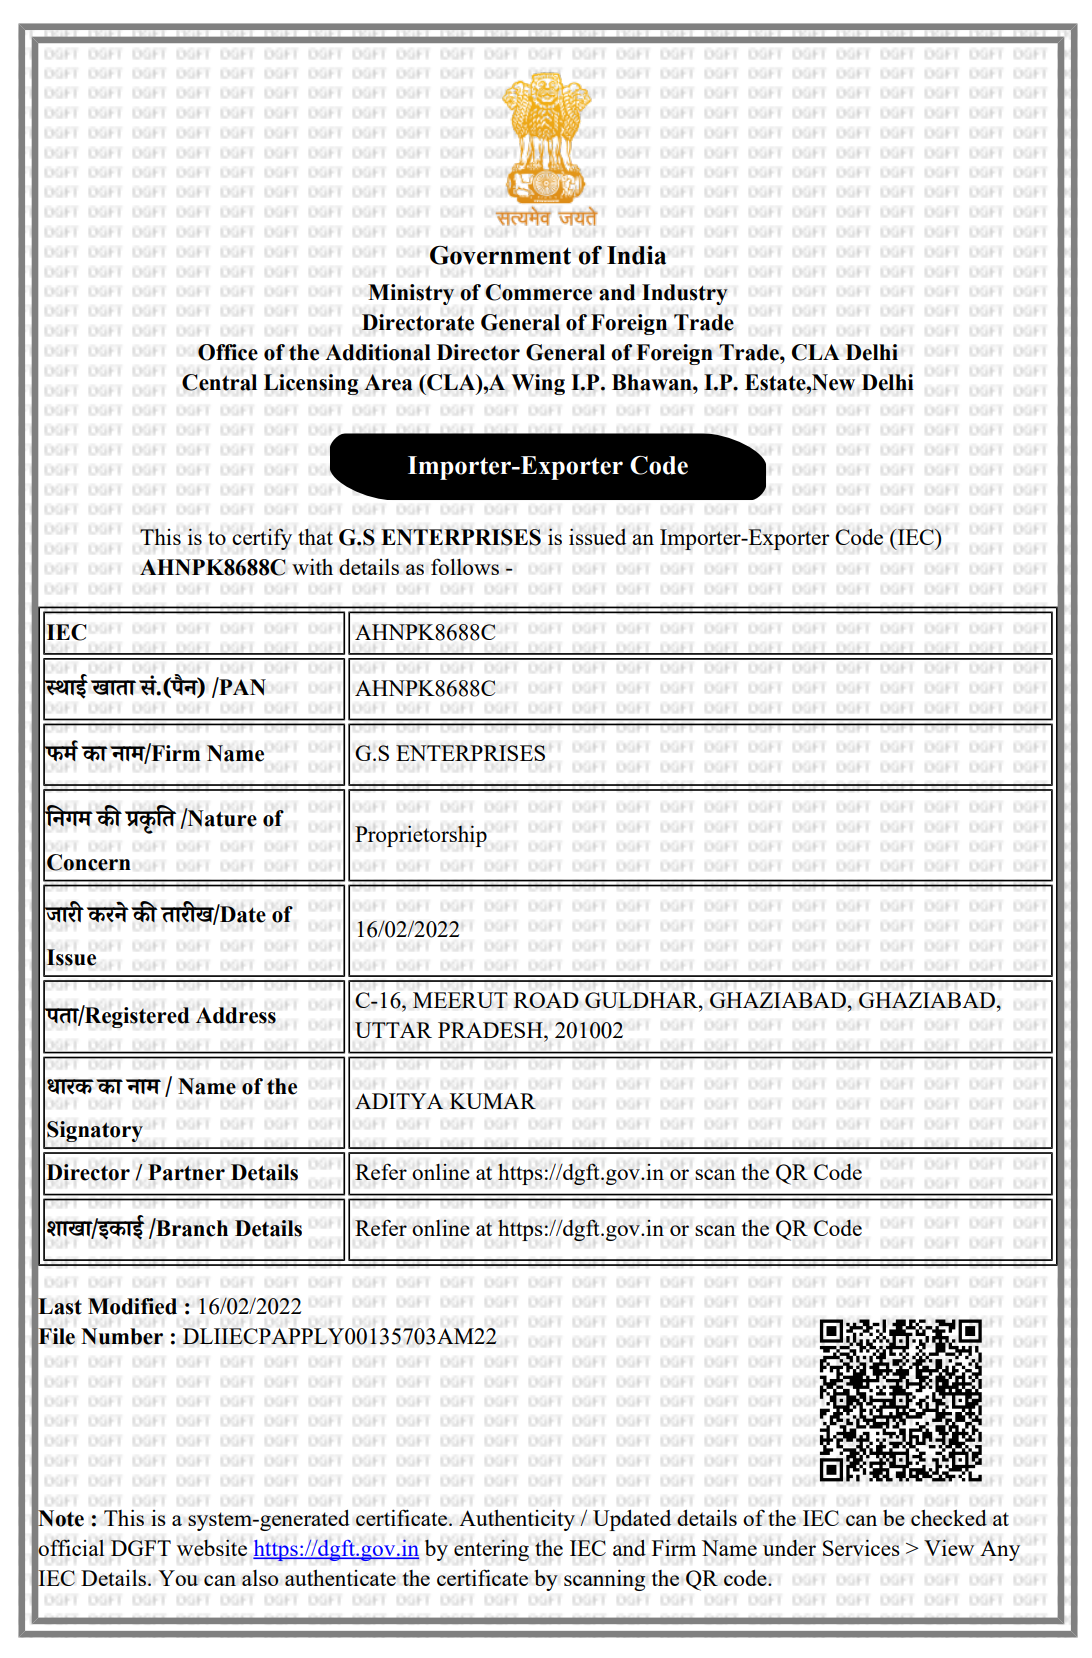 सत्यमेव जयते
Government of India
Ministry of Commerce and Industry
Directorate General of Foreign Trade
Office of the Additional Director General of Foreign Trade, CLA Delhi
Central Licensing Area (CLA),A Wing I.P. Bhawan, I.P. Estate,New Delhi
Importer-Exporter Code
This is to certify that G.S ENTERPRISES is issued an Importer-Exporter Code (IEC)
AHNPK8688C with details as follows -
IEC AHNPK8688C
स्थाई खाता सं.(पैन) /PAN AHNPK8688C
फर्म का नाम/Firm Name G.S ENTERPRISES
निगम की प्रकृति /Nature of
Concern
Proprietorship
जारी करने की तारीख/Date of
Issue
16/02/2022
पता/Registered Address
C-16, MEERUT ROAD GULDHAR, GHAZIABAD, GHAZIABAD,
UTTAR PRADESH, 201002
धारक का नाम / Name of the
Signatory
ADITYA KUMAR
Director / Partner Details Refer online at https://dgft.gov.in or scan the QR Code
शाखा/इकाई /Branch Details Refer online at https://dgft.gov.in or scan the QR Code
Last Modified : 16/02/2022
File Number : DLIIECPAPPLY00135703AM22
Note : This is a system-generated certificate. Authenticity / Updated details of the IEC can be checked at
official DGFT website https://dgft.gov.in by entering the IEC and Firm Name under Services > View Any
IEC Details. You can also authenticate the certificate by scanning the QR code.